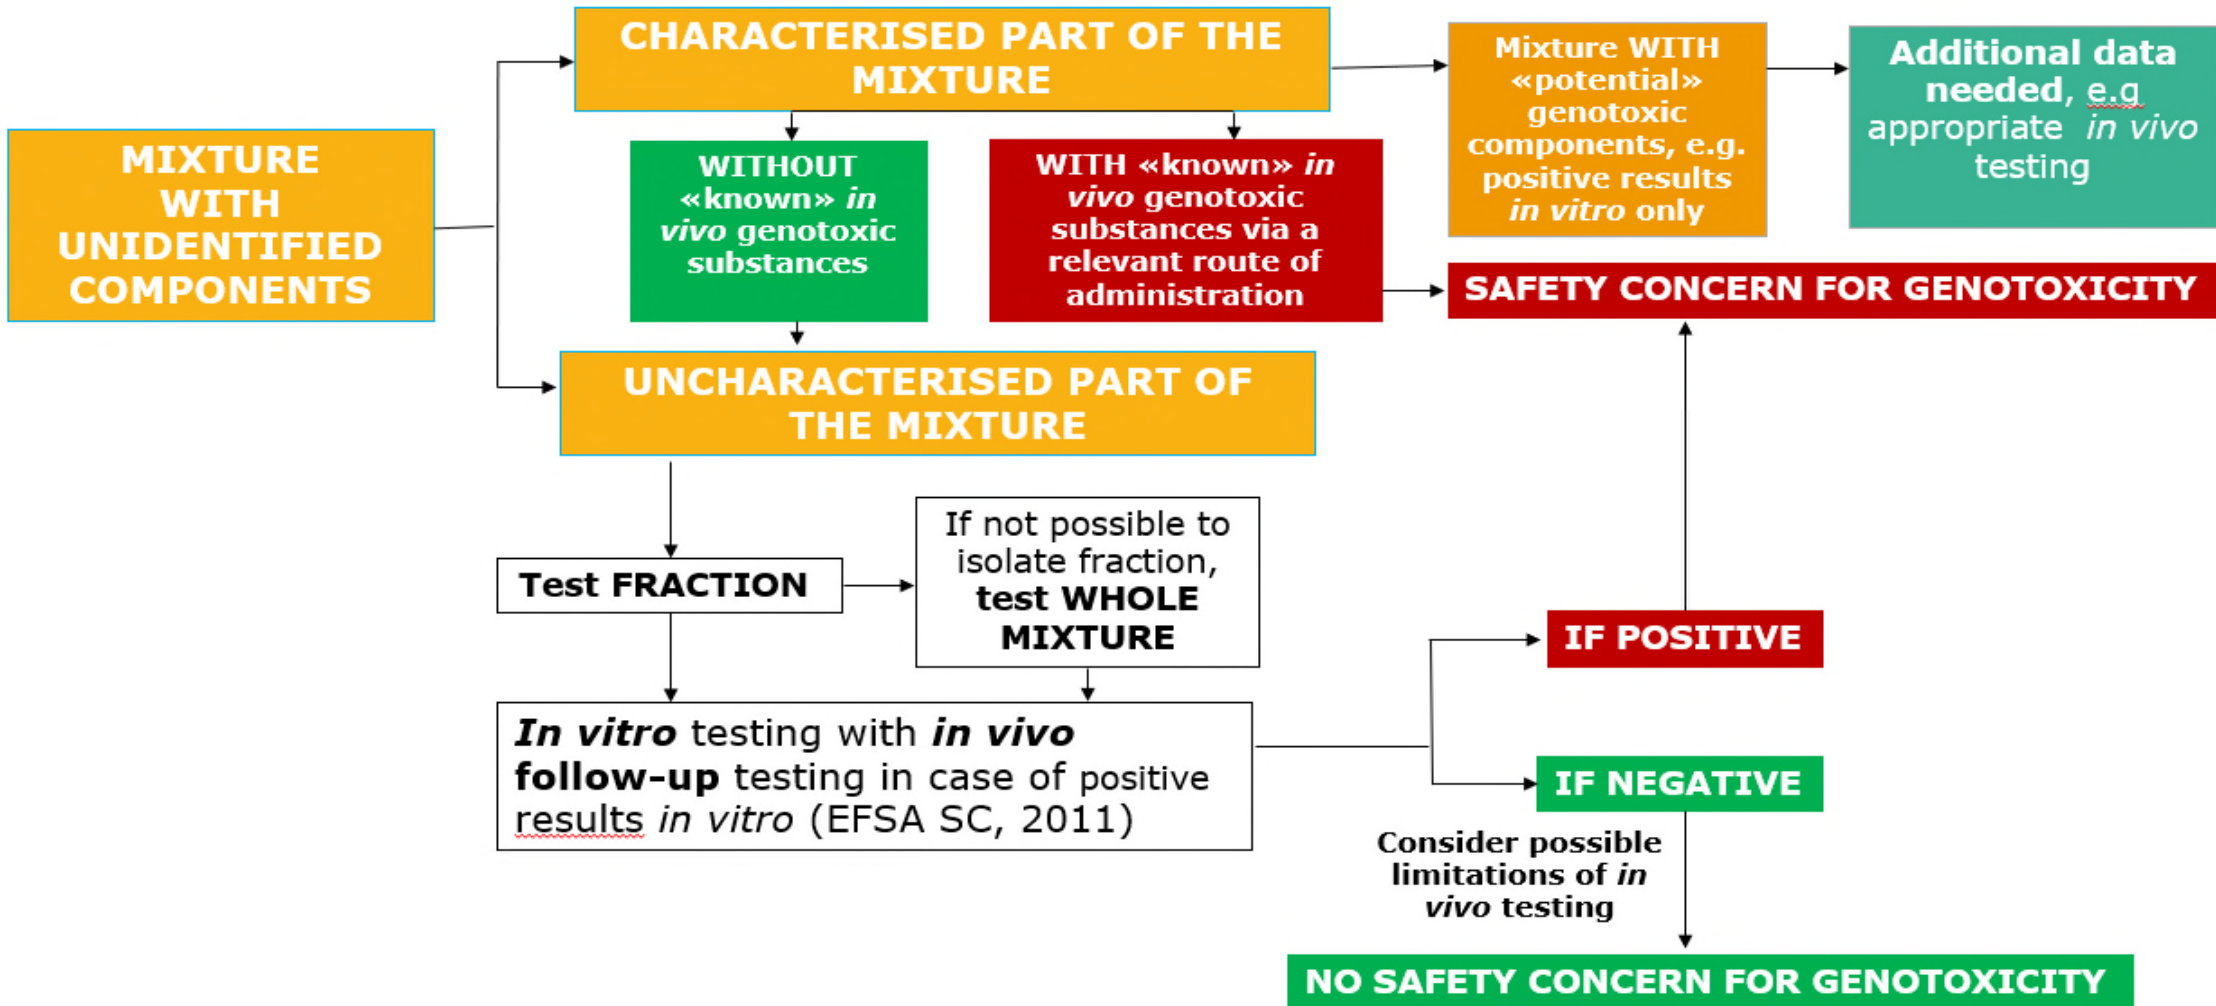 MIXTURE
WITH
UNIDENTIFIED
COMPONENTS
CHARACTERISED PART OF THE
MIXTURE
WITHOUT
«known» in
vivo genotoxic
substances
WITH «known» in
vivo genotoxic
substances via a
relevant route of
administration
Mixture WITH
«potential»
genotoxic
components, e.g.
positive results
in vitro only
Additional data
needed, e.g
appropriate in vivo
testing
SAFETY CONCERN FOR GENOTOXICITY
UNCHARACTERISED PART OF
THE MIXTURE
Test FRACTION
If not possible to
isolate fraction,
test WHOLE
MIXTURE
In vitro testing with in vivo
follow-up testing in case of positive
results in vitro (EFSA SC, 2011)
IF POSITIVE
IF NEGATIVE
Consider possible
limitations of in
vivo testing
NO SAFETY CONCERN FOR GENOTOXICITY